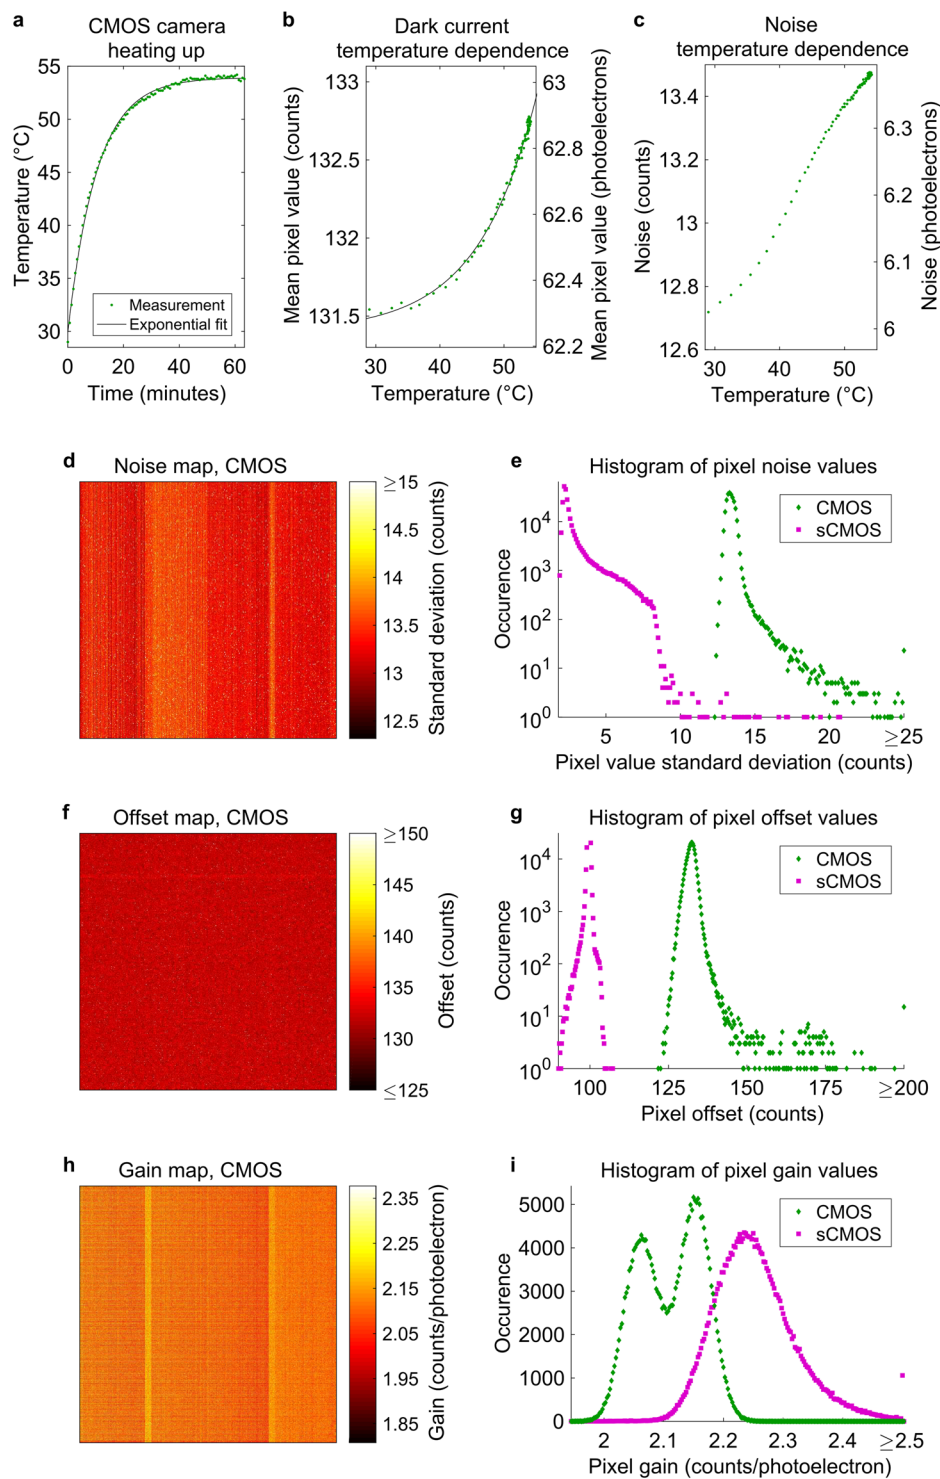 a
CMOS camera
heating up
55
50
45
40
35
30
Temperature (°C)
Measurement
Exponential fit
0
20
40
60
Time (minutes)
b
Dark current
temperature dependence
133
132.5
132
131.5
Mean pixel value (counts)
63
62.8
62.6
62.4
62.2
Mean pixel value (photoelectrons)
30
40
50
Temperature (°C)
c
Noise
temperature dependence
13.4
13.2
13
12.8
12.6
Noise (counts)
6.3
6.2
6.1
6
Noise (photoelectrons)
30
40
50
Temperature (°C)
d
Noise map, CMOS
≥15
14.5
14
13.5
13
12.5
Standard deviation (counts)
e
Histogram of pixel noise values
CMOS
sCMOS
10^4
10^3
10^2
10^1
10^0
Occurence
5
10
15
20
≥25
Pixel value standard deviation (counts)
f
Offset map, CMOS
≥150
145
140
135
130
≤125
Offset (counts)
g
Histogram of pixel offset values
CMOS
sCMOS
10^4
10^3
10^2
10^1
10^0
Occurence
100
125
150
175
≥200
Pixel offset (counts)
h
Gain map, CMOS
2.35
2.25
2.15
2.05
1.95
1.85
Gain (counts/photoelectron)
i
Histogram of pixel gain values
CMOS
sCMOS
5000
4000
3000
2000
1000
0
Occurence
2
2.1
2.2
2.3
2.4
≥2.5
Pixel gain (counts/photoelectron)